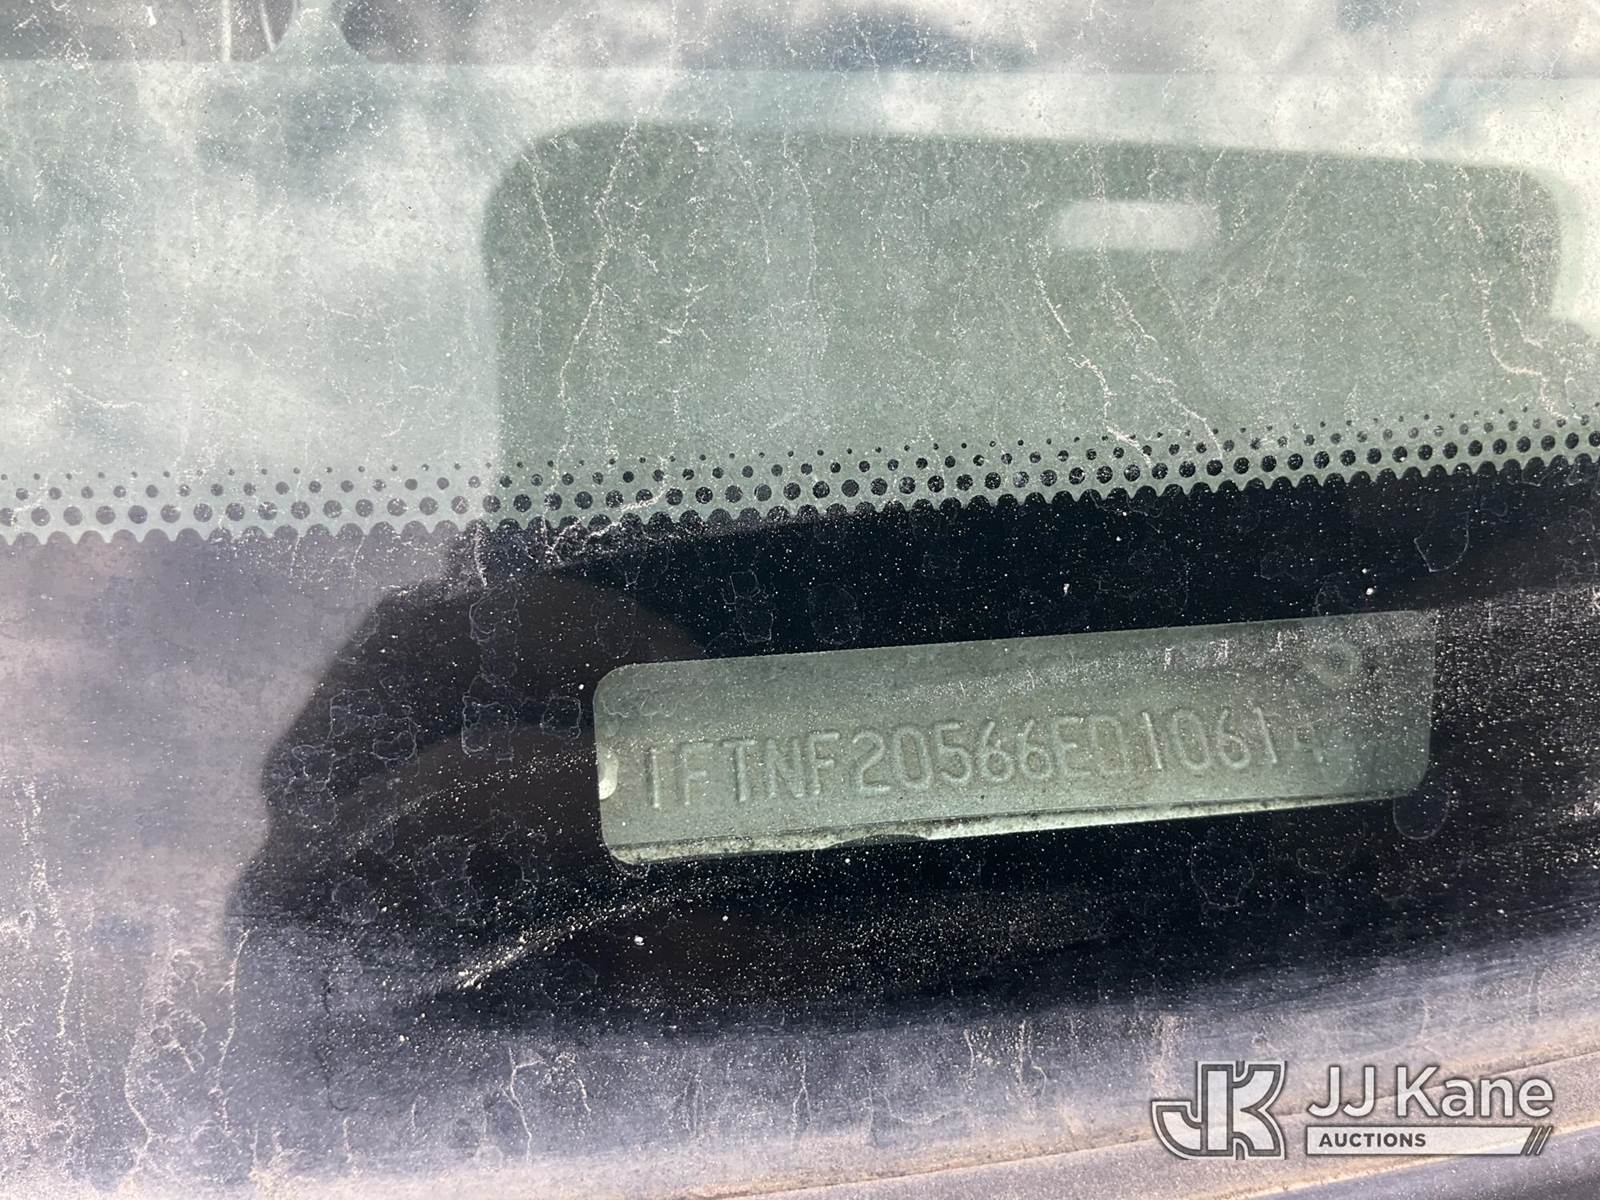 1FTNF20566ED10614
JJ Kane
AUCTIONS